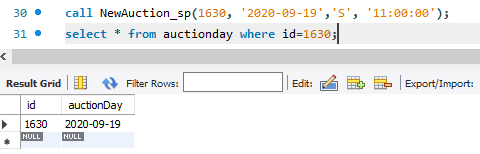 30 call NewAuction_sp(1630, '2020-09-19','S', '11:00:00');
31 select * from auctionday where id=1630;
Result Grid Filter Rows: Edit: Export/Import:
id auctionDay
1630 2020-09-19
NULL NULL